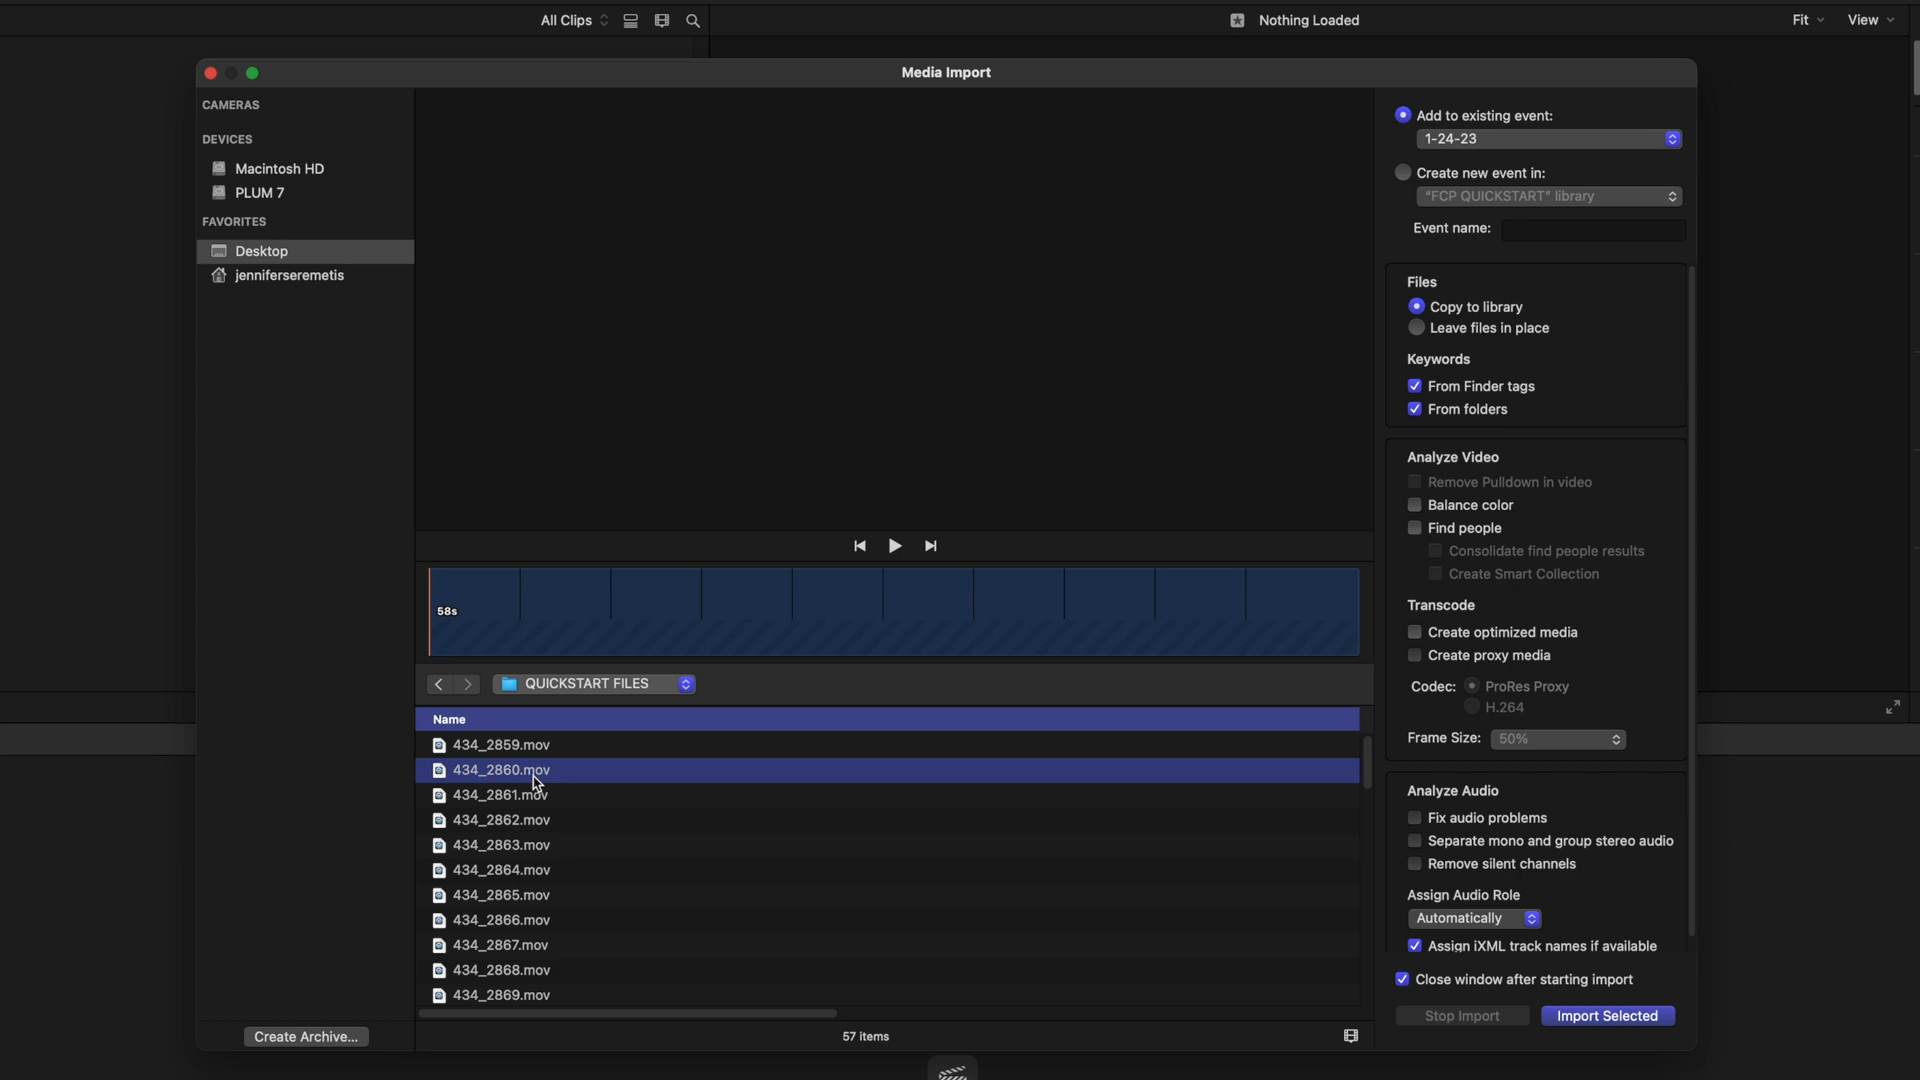 All Clips
Nothing Loaded
Fit
View
Media Import
CAMERAS
DEVICES
Macintosh HD
PLUM 7
FAVORITES
Desktop
jenniferseremetis
Add to existing event:
1-24-23
Create new event in:
"FCP QUICKSTART" library
Event name:
Files
Copy to library
Leave files in place
Keywords
From Finder tags
From folders
Analyze Video
Remove Pulldown in video
Balance color
Find people
Consolidate find people results
Create Smart Collection
Transcode
Create optimized media
Create proxy media
Codec: ProRes Proxy
H.264
Frame Size: 50%
Analyze Audio
Fix audio problems
Separate mono and group stereo audio
Remove silent channels
Assign Audio Role
Automatically
Assign iXML track names if available
Close window after starting import
Stop Import
Import Selected
58s
QUICKSTART FILES
Name
434_2859.mov
434_2860.mov
434_2861.mov
434_2862.mov
434_2863.mov
434_2864.mov
434_2865.mov
434_2866.mov
434_2867.mov
434_2868.mov
434_2869.mov
Create Archive...
57 items